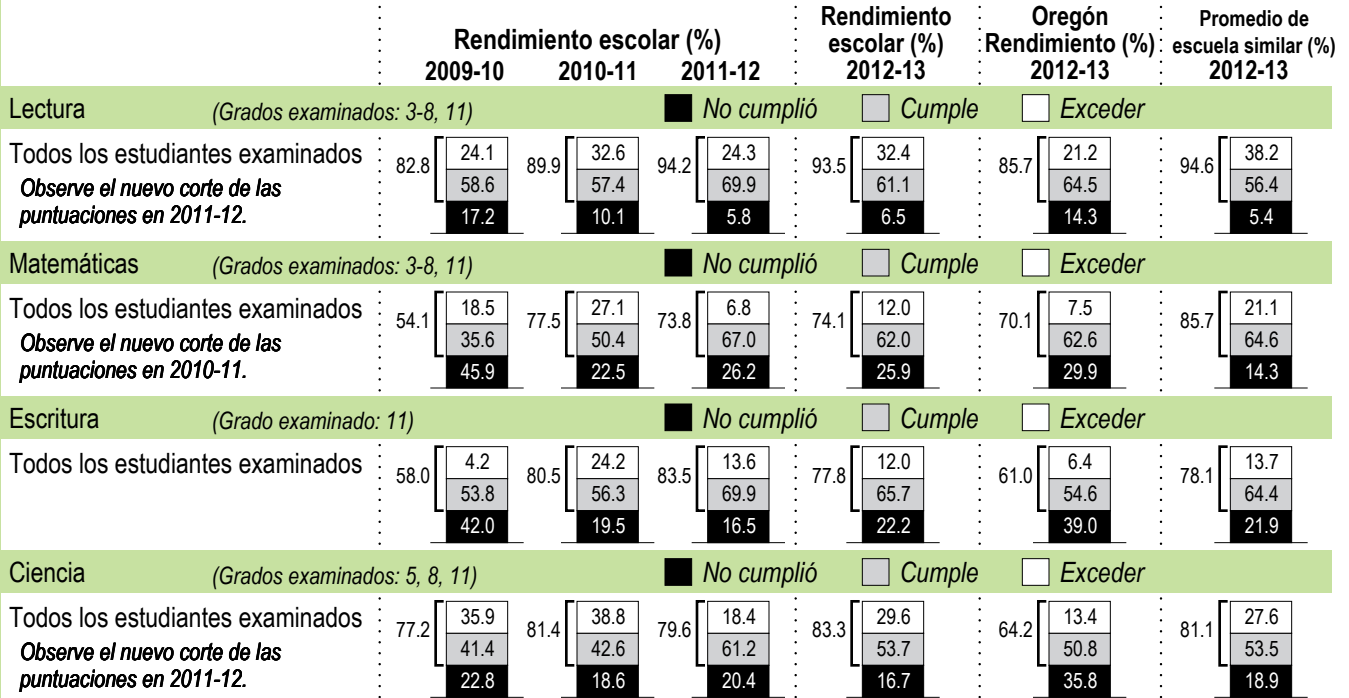 Rendimiento escolar (%)
2009-10 2010-11 2011-12
Rendimiento
escolar (%)
2012-13
Oregón
Rendimiento (%)
2012-13
Promedio de
escuela similar (%)
2012-13
Lectura (Grados examinados: 3-8, 11) No cumplió Cumple Exceder
Todos los estudiantes examinados
Observe el nuevo corte de las
puntuaciones en 2011-12.
82.8 24.1 58.6 17.2
89.9 32.6 57.4 10.1
94.2 24.3 69.9 5.8
93.5 32.4 61.1 6.5
85.7 21.2 64.5 14.3
94.6 38.2 56.4 5.4
Matemáticas (Grados examinados: 3-8, 11) No cumplió Cumple Exceder
Todos los estudiantes examinados
Observe el nuevo corte de las
puntuaciones en 2010-11.
54.1 18.5 35.6 45.9
77.5 27.1 50.4 22.5
73.8 6.8 67.0 26.2
74.1 12.0 62.0 25.9
70.1 7.5 62.6 29.9
85.7 21.1 64.6 14.3
Escritura (Grado examinado: 11) No cumplió Cumple Exceder
Todos los estudiantes examinados
58.0 4.2 53.8 42.0
80.5 24.2 56.3 19.5
83.5 13.6 69.9 16.5
77.8 12.0 65.7 22.2
61.0 6.4 54.6 39.0
78.1 13.7 64.4 21.9
Ciencia (Grados examinados: 5, 8, 11) No cumplió Cumple Exceder
Todos los estudiantes examinados
Observe el nuevo corte de las
puntuaciones en 2011-12.
77.2 35.9 41.4 22.8
81.4 38.8 42.6 18.6
79.6 18.4 61.2 20.4
83.3 29.6 53.7 16.7
64.2 13.4 50.8 35.8
81.1 27.6 53.5 18.9